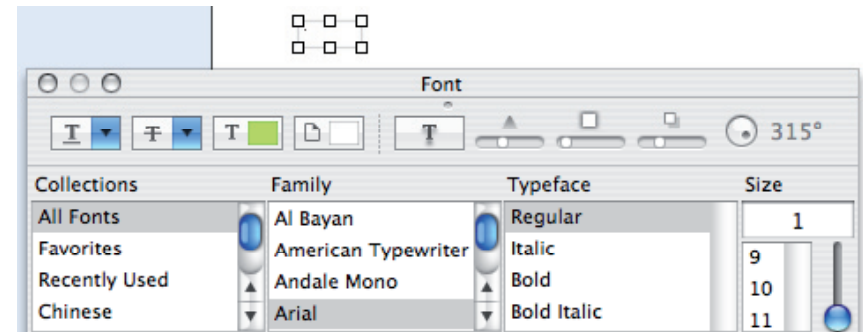 Font
T T T T 315°
Collections Family Typeface Size
All Fonts Al Bayan Regular 1
Favorites American Typewriter Italic 9
Recently Used Andale Mono Bold 10
Chinese Arial Bold Italic 11